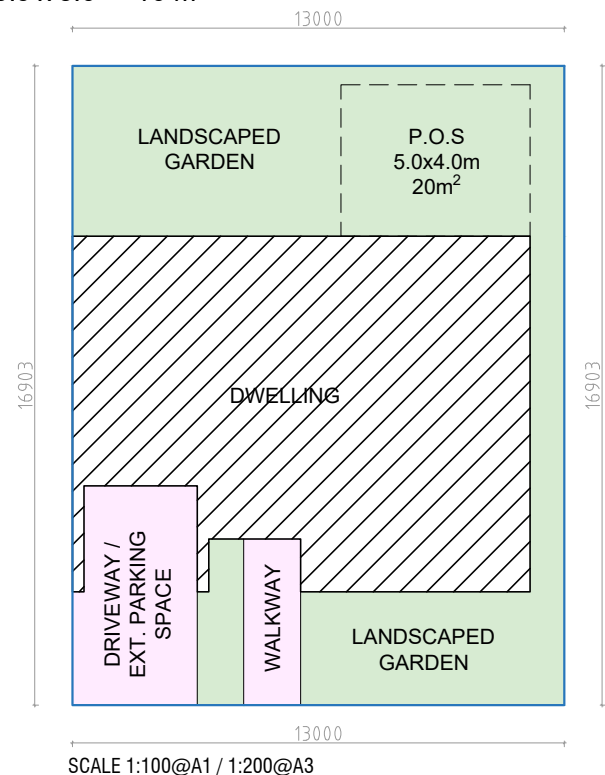 13000
LANDSCAPED
GARDEN
P.O.S
5.0x4.0m
20m²
16903
16903
DWELLING
DRIVEWAY /
EXT. PARKING
SPACE
WALKWAY
LANDSCAPED
GARDEN
13000
SCALE 1:100@A1 / 1:200@A3